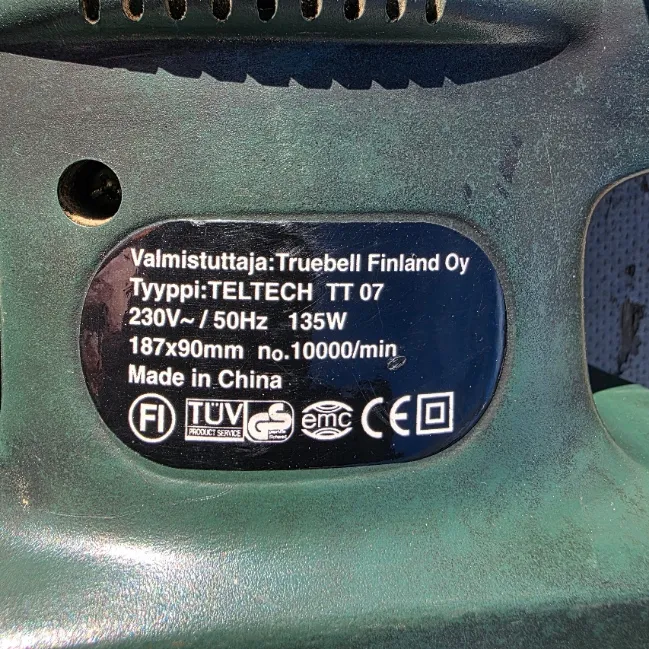 Valmistuttaja:Truebell Finland Oy
Tyyppi:TELTECH TT 07
230V~ / 50Hz 135W
187x90mm no.10000/min
Made in China
FI TÜV PRODUCT SERVICE GS emc CE